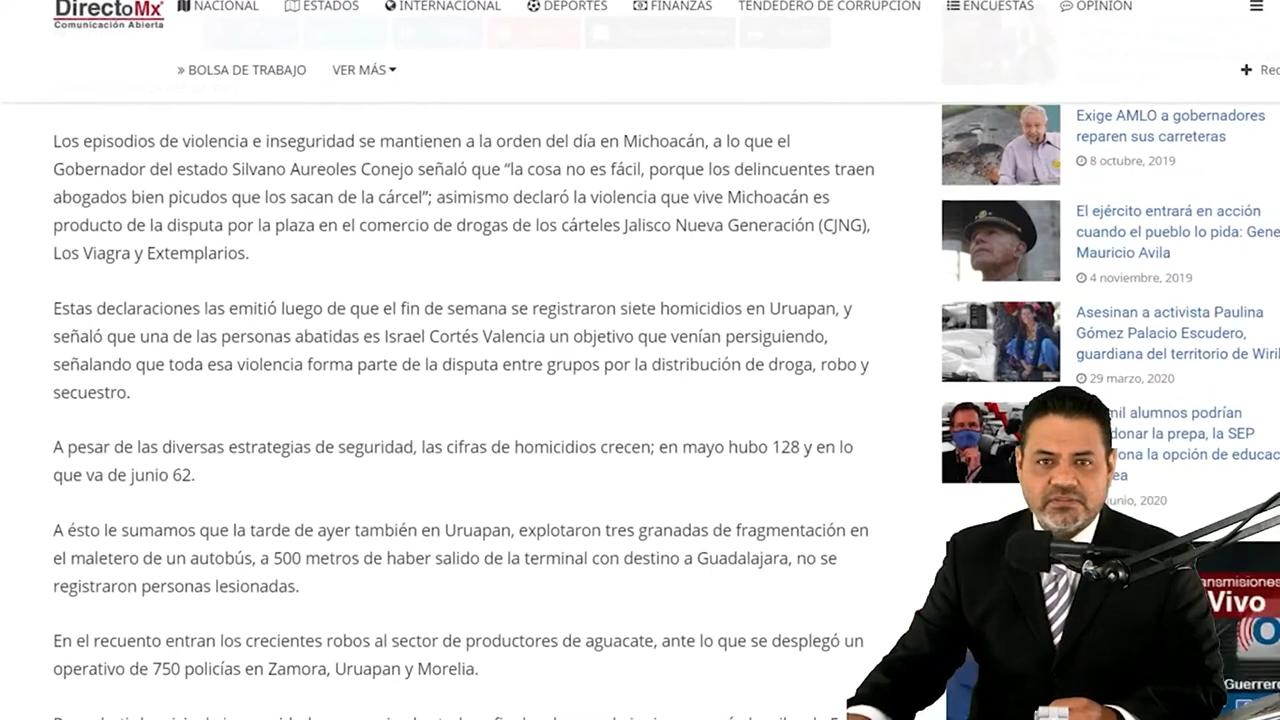 DirectoMx
Comunicación Abierta
NACIONAL
ESTADOS
INTERNACIONAL
DEPORTES
FINANZAS
TENDEDERO DE CORRUPCIÓN
ENCUESTAS
OPINIÓN
» BOLSA DE TRABAJO
VER MÁS
Los episodios de violencia e inseguridad se mantienen a la orden del día en Michoacán, a lo que el
Gobernador del estado Silvano Aureoles Conejo señaló que “la cosa no es fácil, porque los delincuentes traen
abogados bien picudos que los sacan de la cárcel”; asimismo declaró la violencia que vive Michoacán es
producto de la disputa por la plaza en el comercio de drogas de los cárteles Jalisco Nueva Generación (CJNG),
Los Viagra y Extemplarios.
Estas declaraciones las emitió luego de que el fin de semana se registraron siete homicidios en Uruapan, y
señaló que una de las personas abatidas es Israel Cortés Valencia un objetivo que venían persiguiendo,
señalando que toda esa violencia forma parte de la disputa entre grupos por la distribución de droga, robo y
secuestro.
A pesar de las diversas estrategias de seguridad, las cifras de homicidios crecen; en mayo hubo 128 y en lo
que va de junio 62.
A ésto le sumamos que la tarde de ayer también en Uruapan, explotaron tres granadas de fragmentación en
el maletero de un autobús, a 500 metros de haber salido de la terminal con destino a Guadalajara, no se
registraron personas lesionadas.
En el recuento entran los crecientes robos al sector de productores de aguacate, ante lo que se desplegó un
operativo de 750 policías en Zamora, Uruapan y Morelia.
Exige AMLO a gobernadores
reparen sus carreteras
8 octubre, 2019
El ejército entrará en acción
cuando el pueblo lo pida: Gene
Mauricio Avila
4 noviembre, 2019
Asesinan a activista Paulina
Gómez Palacio Escudero,
guardiana del territorio de Wiri
29 marzo, 2020
mil alumnos podrían
donar la prepa, la SEP
ona la opción de educac
ea
junio, 2020
Vivo
Guerrero